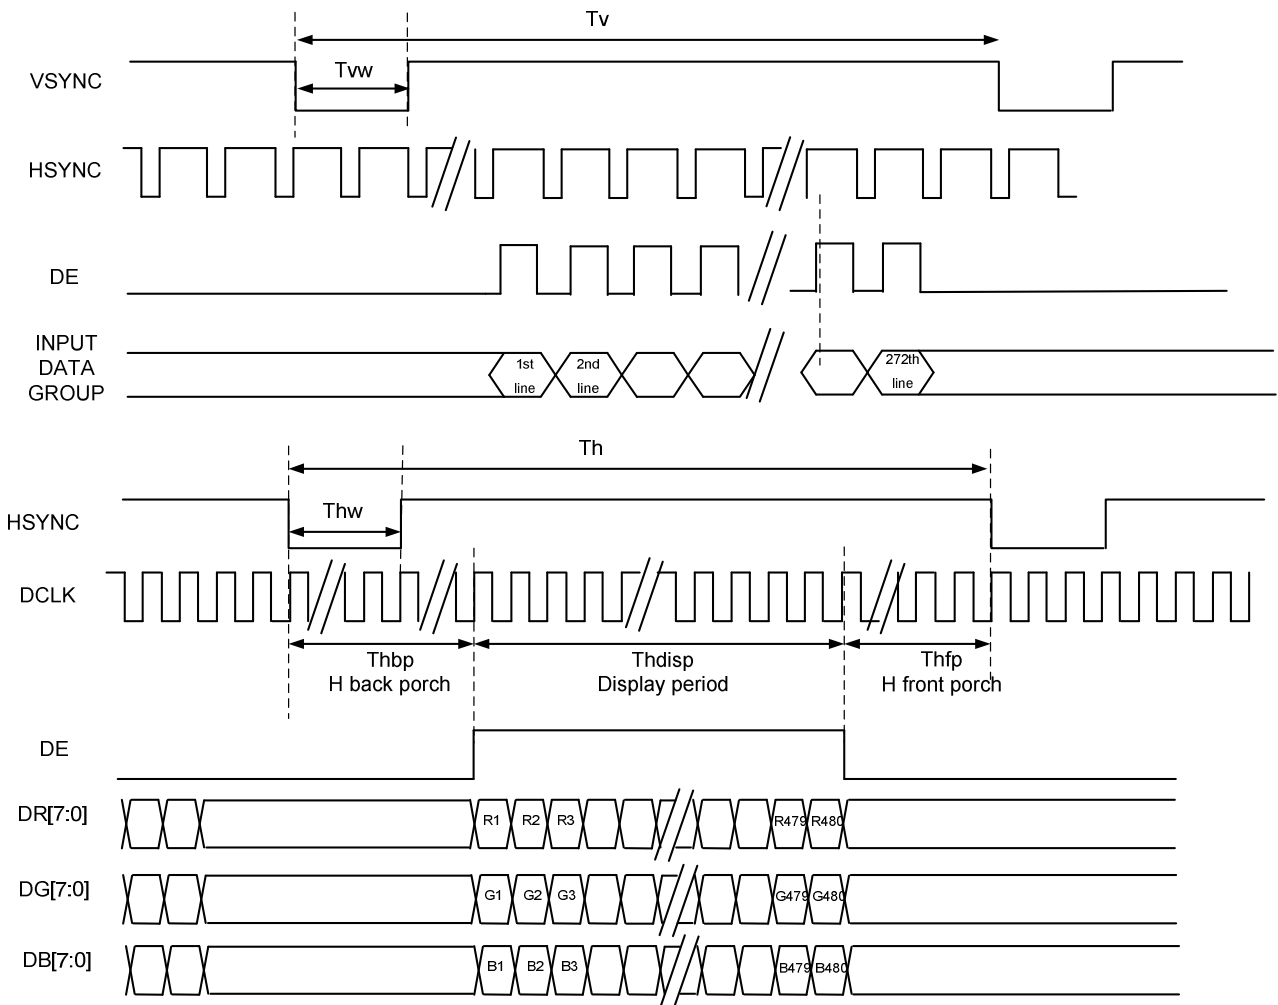 Tv
VSYNC
Tvw
HSYNC
DE
INPUT
DATA
GROUP
1st
line
2nd
line
272th
line
Th
HSYNC
Thw
DCLK
Thbp
H back porch
Thdisp
Display period
Thfp
H front porch
DE
DR[7:0]
R1 R2 R3 R479 R480
DG[7:0]
G1 G2 G3 G479 G480
DB[7:0]
B1 B2 B3 B479 B480